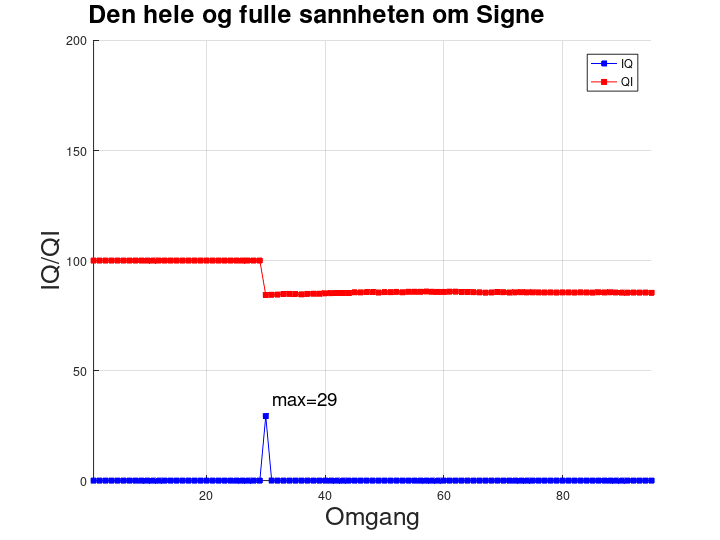 Den hele og fulle sannheten om Signe
200
IQ
QI
150
IQ/QI
100
50
max=29
0
20 40 60 80
Omgang